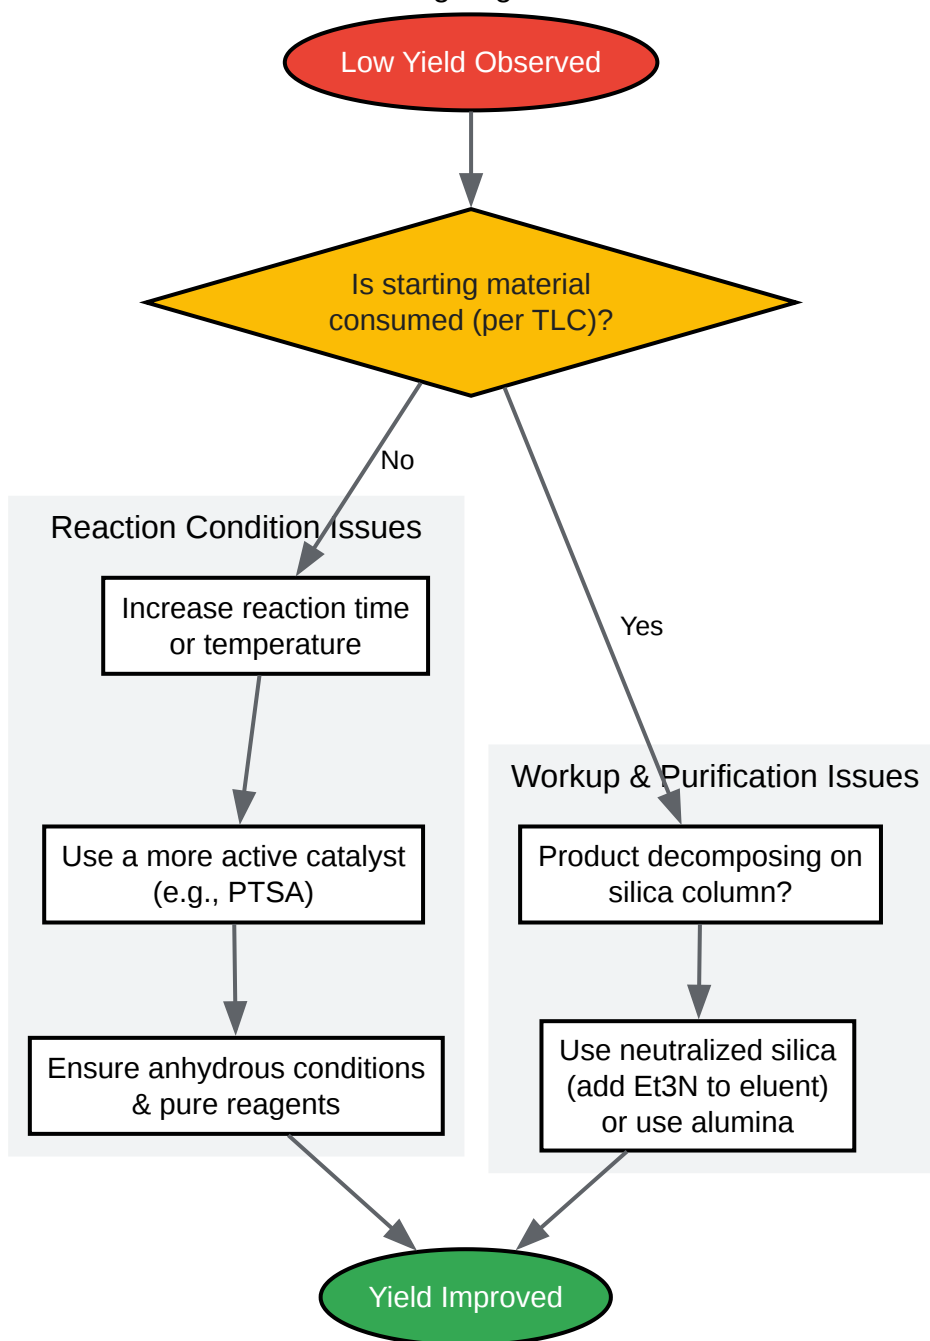 Low Yield Observed
Is starting material
consumed (per TLC)?
No
Yes
Reaction Condition Issues
Increase reaction time
or temperature
Use a more active catalyst
(e.g., PTSA)
Ensure anhydrous conditions
& pure reagents
Workup & Purification Issues
Product decomposing on
silica column?
Use neutralized silica
(add Et3N to eluent)
or use alumina
Yield Improved